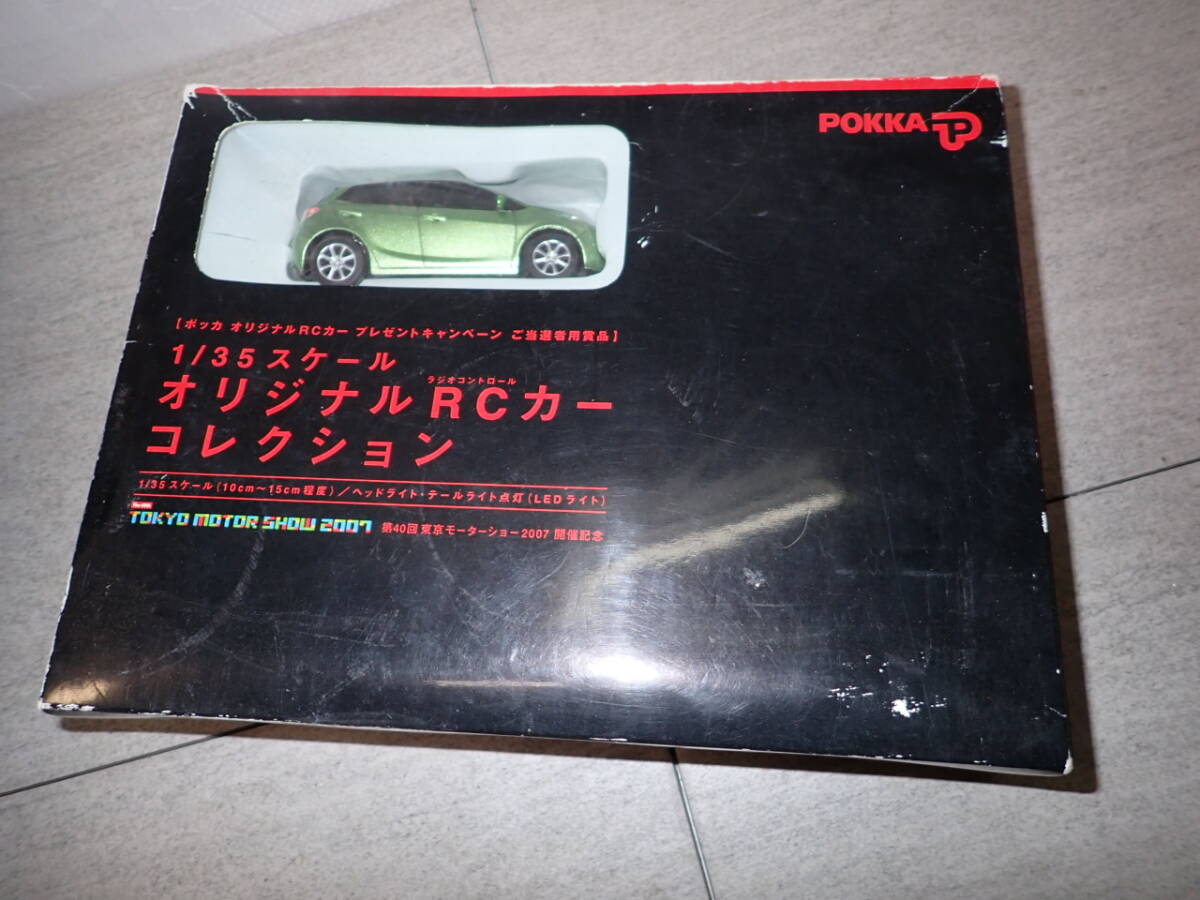 POKKA
【ポッカ オリジナルRCカー プレゼントキャンペーン ご当選者用賞品】
1/35スケール
ラジオコントロール
オリジナルRCカー
コレクション
1/35スケール(10cm〜15cm程度)/ヘッドライト・テールライト点灯(LEDライト)
TOKYO MOTOR SHOW 2007 第40回 東京モーターショー2007 開催記念